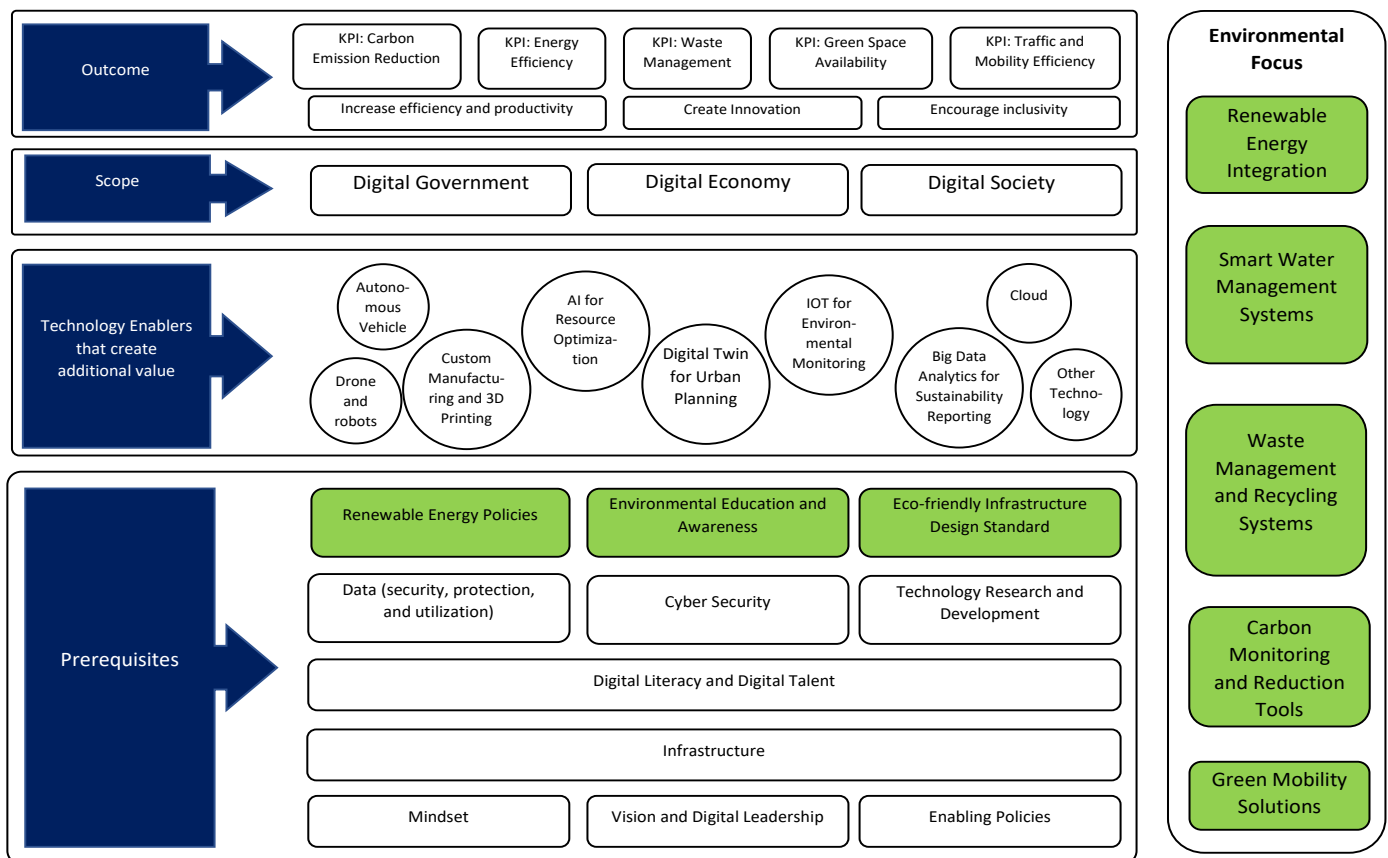 Outcome
KPI: Carbon
Emission Reduction
KPI: Energy
Efficiency
KPI: Waste
Management
KPI: Green Space
Availability
KPI: Traffic and
Mobility Efficiency
Increase efficiency and productivity
Create Innovation
Encourage inclusivity
Scope
Digital Government
Digital Economy
Digital Society
Technology Enablers
that create
additional value
Autono-
mous
Vehicle
Drone
and
robots
Custom
Manufactu-
ring and 3D
Printing
AI for
Resource
Optimiza-
tion
Digital Twin
for Urban
Planning
IOT for
Environ-
mental
Monitoring
Big Data
Analytics for
Sustainability
Reporting
Cloud
Other
Techno-
logy
Prerequisites
Renewable Energy Policies
Environmental Education and
Awareness
Eco-friendly Infrastructure
Design Standard
Data (security, protection,
and utilization)
Cyber Security
Technology Research and
Development
Digital Literacy and Digital Talent
Infrastructure
Mindset
Vision and Digital Leadership
Enabling Policies
Environmental
Focus
Renewable
Energy
Integration
Smart Water
Management
Systems
Waste
Management
and Recycling
Systems
Carbon
Monitoring
and Reduction
Tools
Green Mobility
Solutions